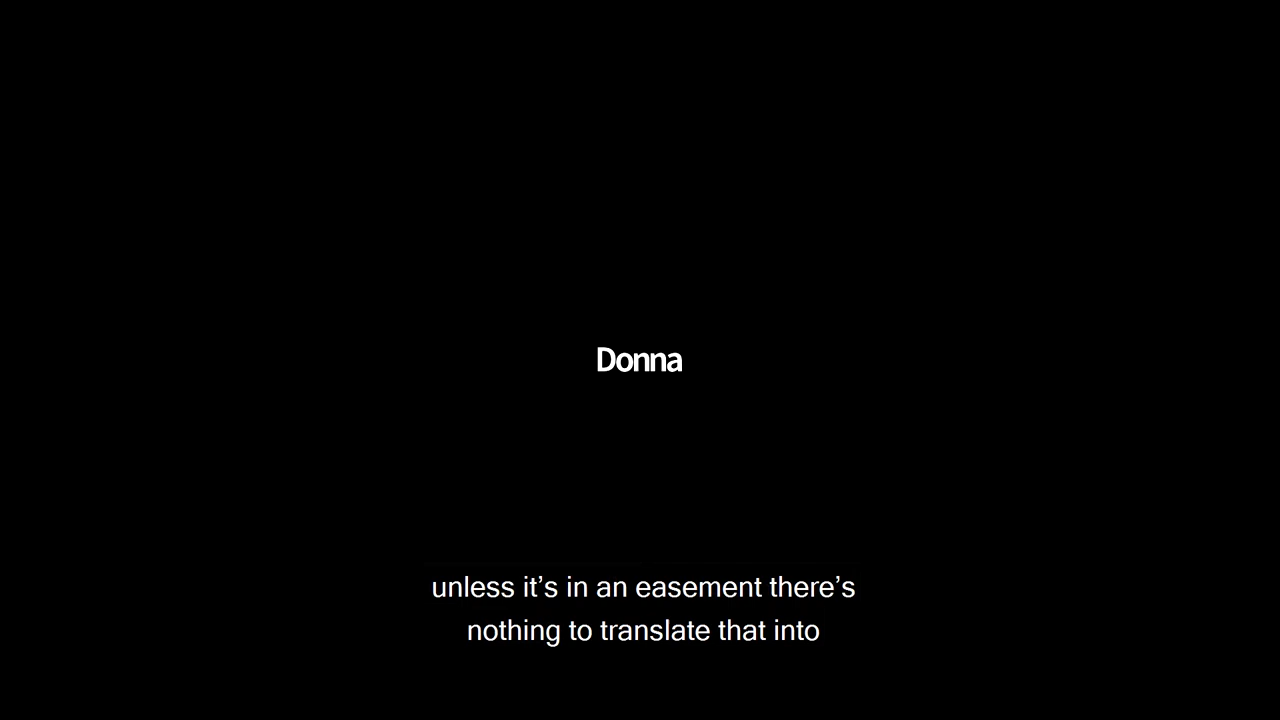 Donna
unless it’s in an easement there’s
nothing to translate that into